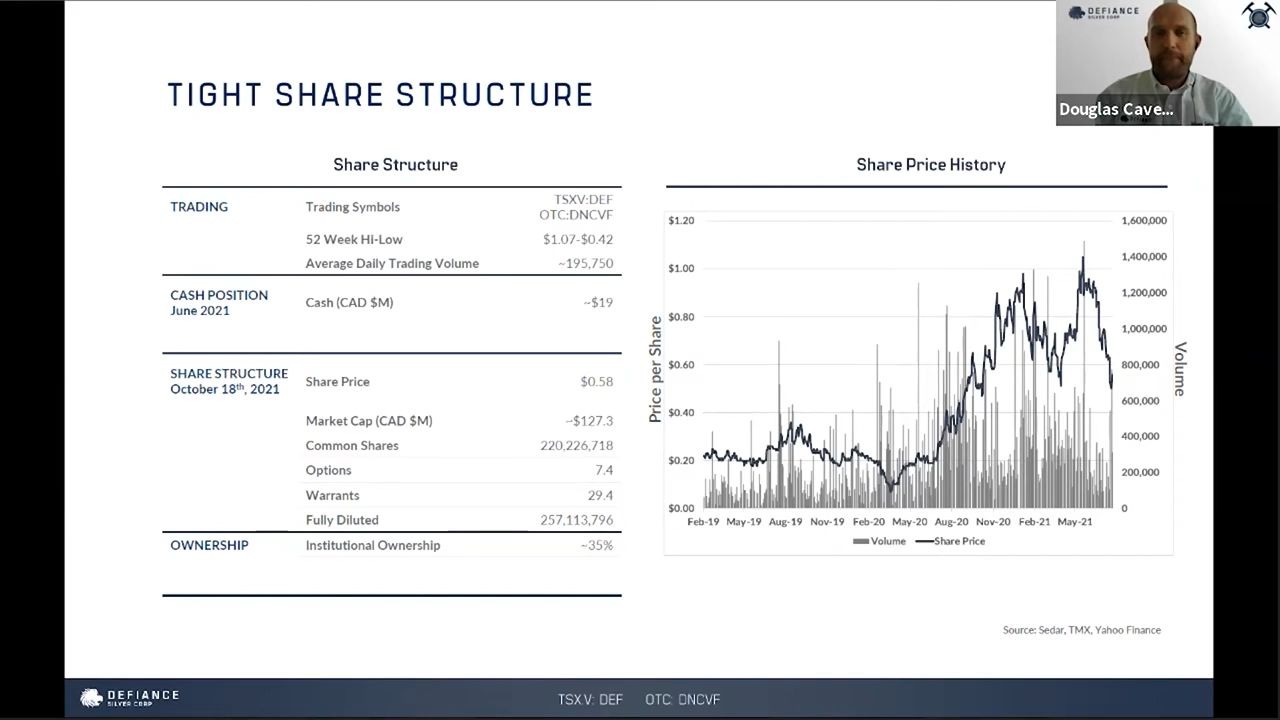 DEFIANCE
SILVER CORP
Douglas Cave...
TIGHT SHARE STRUCTURE
Share Structure
TRADING
Trading Symbols
TSXV:DEF
OTC:DNCVF
52 Week Hi-Low
$1.07-$0.42
Average Daily Trading Volume
~195,750
CASH POSITION
June 2021
Cash (CAD $M)
~$19
SHARE STRUCTURE
October 18th, 2021
Share Price
$0.58
Market Cap (CAD $M)
~$127.3
Common Shares
220,226,718
Options
7.4
Warrants
29.4
Fully Diluted
257,113,796
OWNERSHIP
Institutional Ownership
~35%
Share Price History
Price per Share
$1.20
$1.00
$0.80
$0.60
$0.40
$0.20
$0.00
1,600,000
1,400,000
1,200,000
1,000,000
800,000
600,000
400,000
200,000
0
Volume
Feb-19 May-19 Aug-19 Nov-19 Feb-20 May-20 Aug-20 Nov-20 Feb-21 May-21
Volume Share Price
Source: Sedar, TMX, Yahoo Finance
DEFIANCE
SILVER CORP
TSX.V: DEF OTC: DNCVF